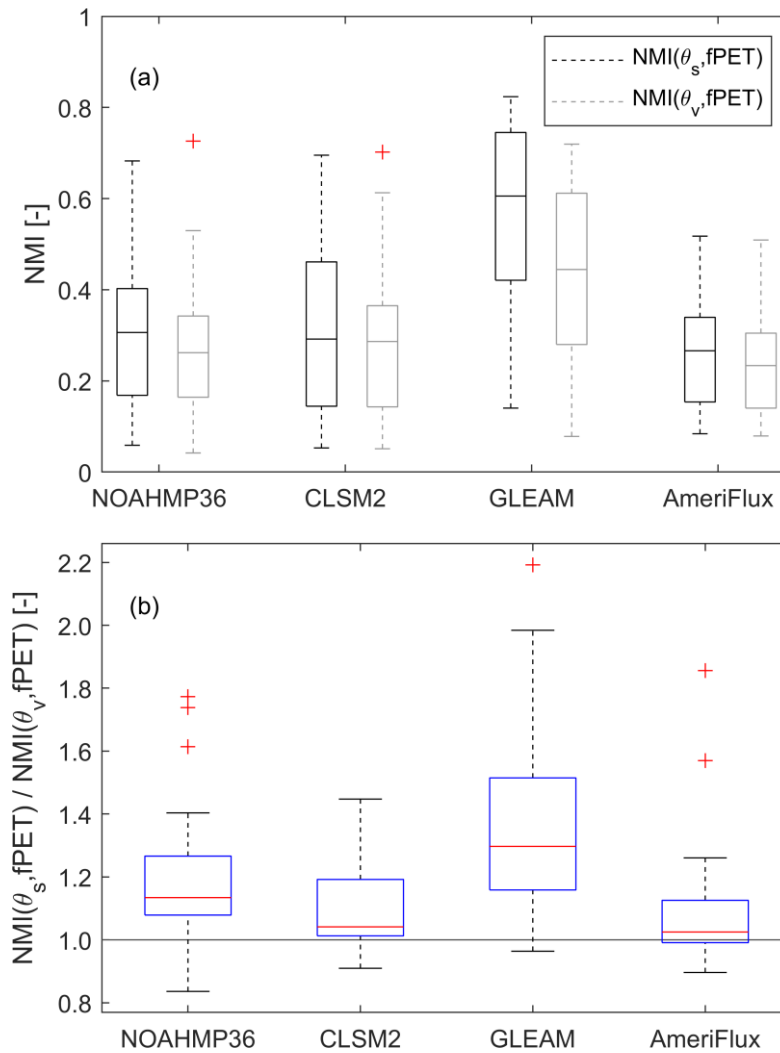 1
0.8
0.6
0.4
0.2
0
NMI [-]
(a)
NMI(θs,fPET)
NMI(θv,fPET)
NOAHMP36 CLSM2 GLEAM AmeriFlux
2.2
2.0
1.8
1.6
1.4
1.2
1.0
0.8
NMI(θs,fPET) / NMI(θv,fPET) [-]
(b)
NOAHMP36 CLSM2 GLEAM AmeriFlux